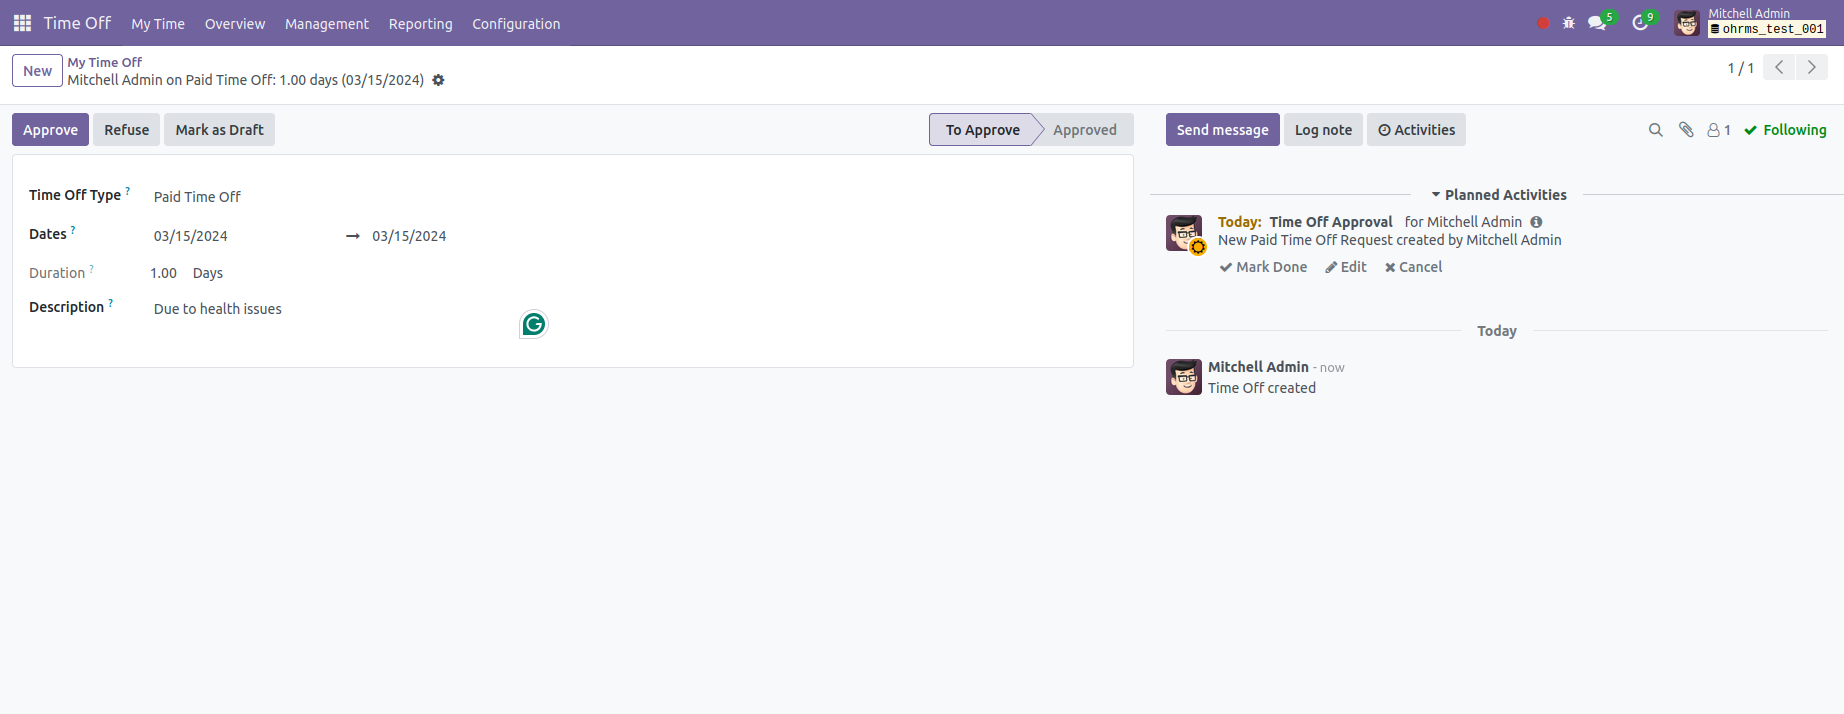 Time Off My Time Overview Management Reporting Configuration 5 9 Mitchell Admin
ohrms_test_001
New My Time Off
Mitchell Admin on Paid Time Off: 1.00 days (03/15/2024) 1 / 1
Approve Refuse Mark as Draft To Approve Approved Send message Log note Activities 1 Following
Time Off Type ? Paid Time Off
Dates ? 03/15/2024 → 03/15/2024
Duration ? 1.00 Days
Description ? Due to health issues
G
Planned Activities
Today: Time Off Approval for Mitchell Admin
New Paid Time Off Request created by Mitchell Admin
Mark Done Edit Cancel
Today
Mitchell Admin - now
Time Off created